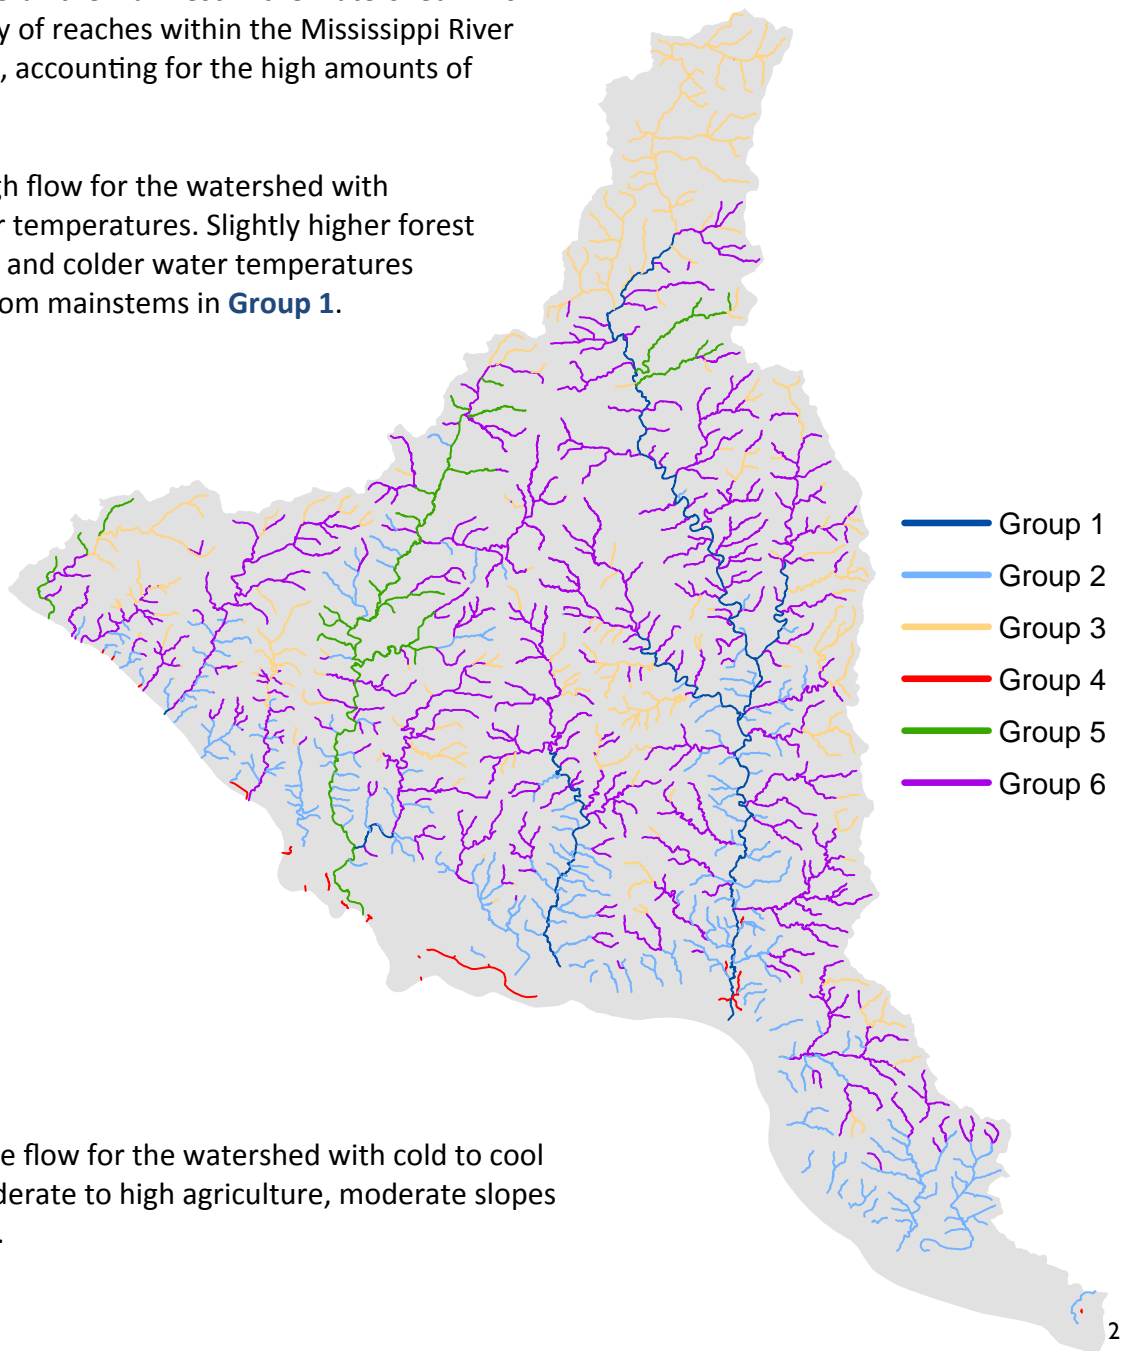 y of reaches within the Mississippi River
, accounting for the high amounts of
gh flow for the watershed with
r temperatures. Slightly higher forest
and colder water temperatures
om mainstems in Group 1.
Group 1
Group 2
Group 3
Group 4
Group 5
Group 6
e flow for the watershed with cold to cool
derate to high agriculture, moderate slopes
.
2